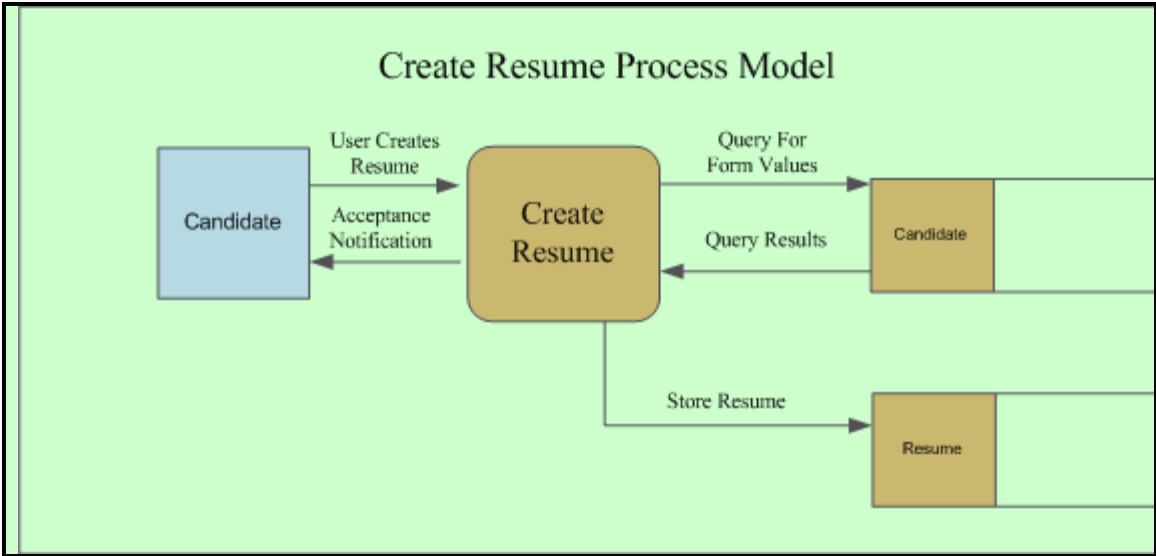 Create Resume Process Model
User Creates
Resume
Query For
Form Values
Candidate
Create
Resume
Acceptance
Notification
Query Results
Candidate
Store Resume
Resume